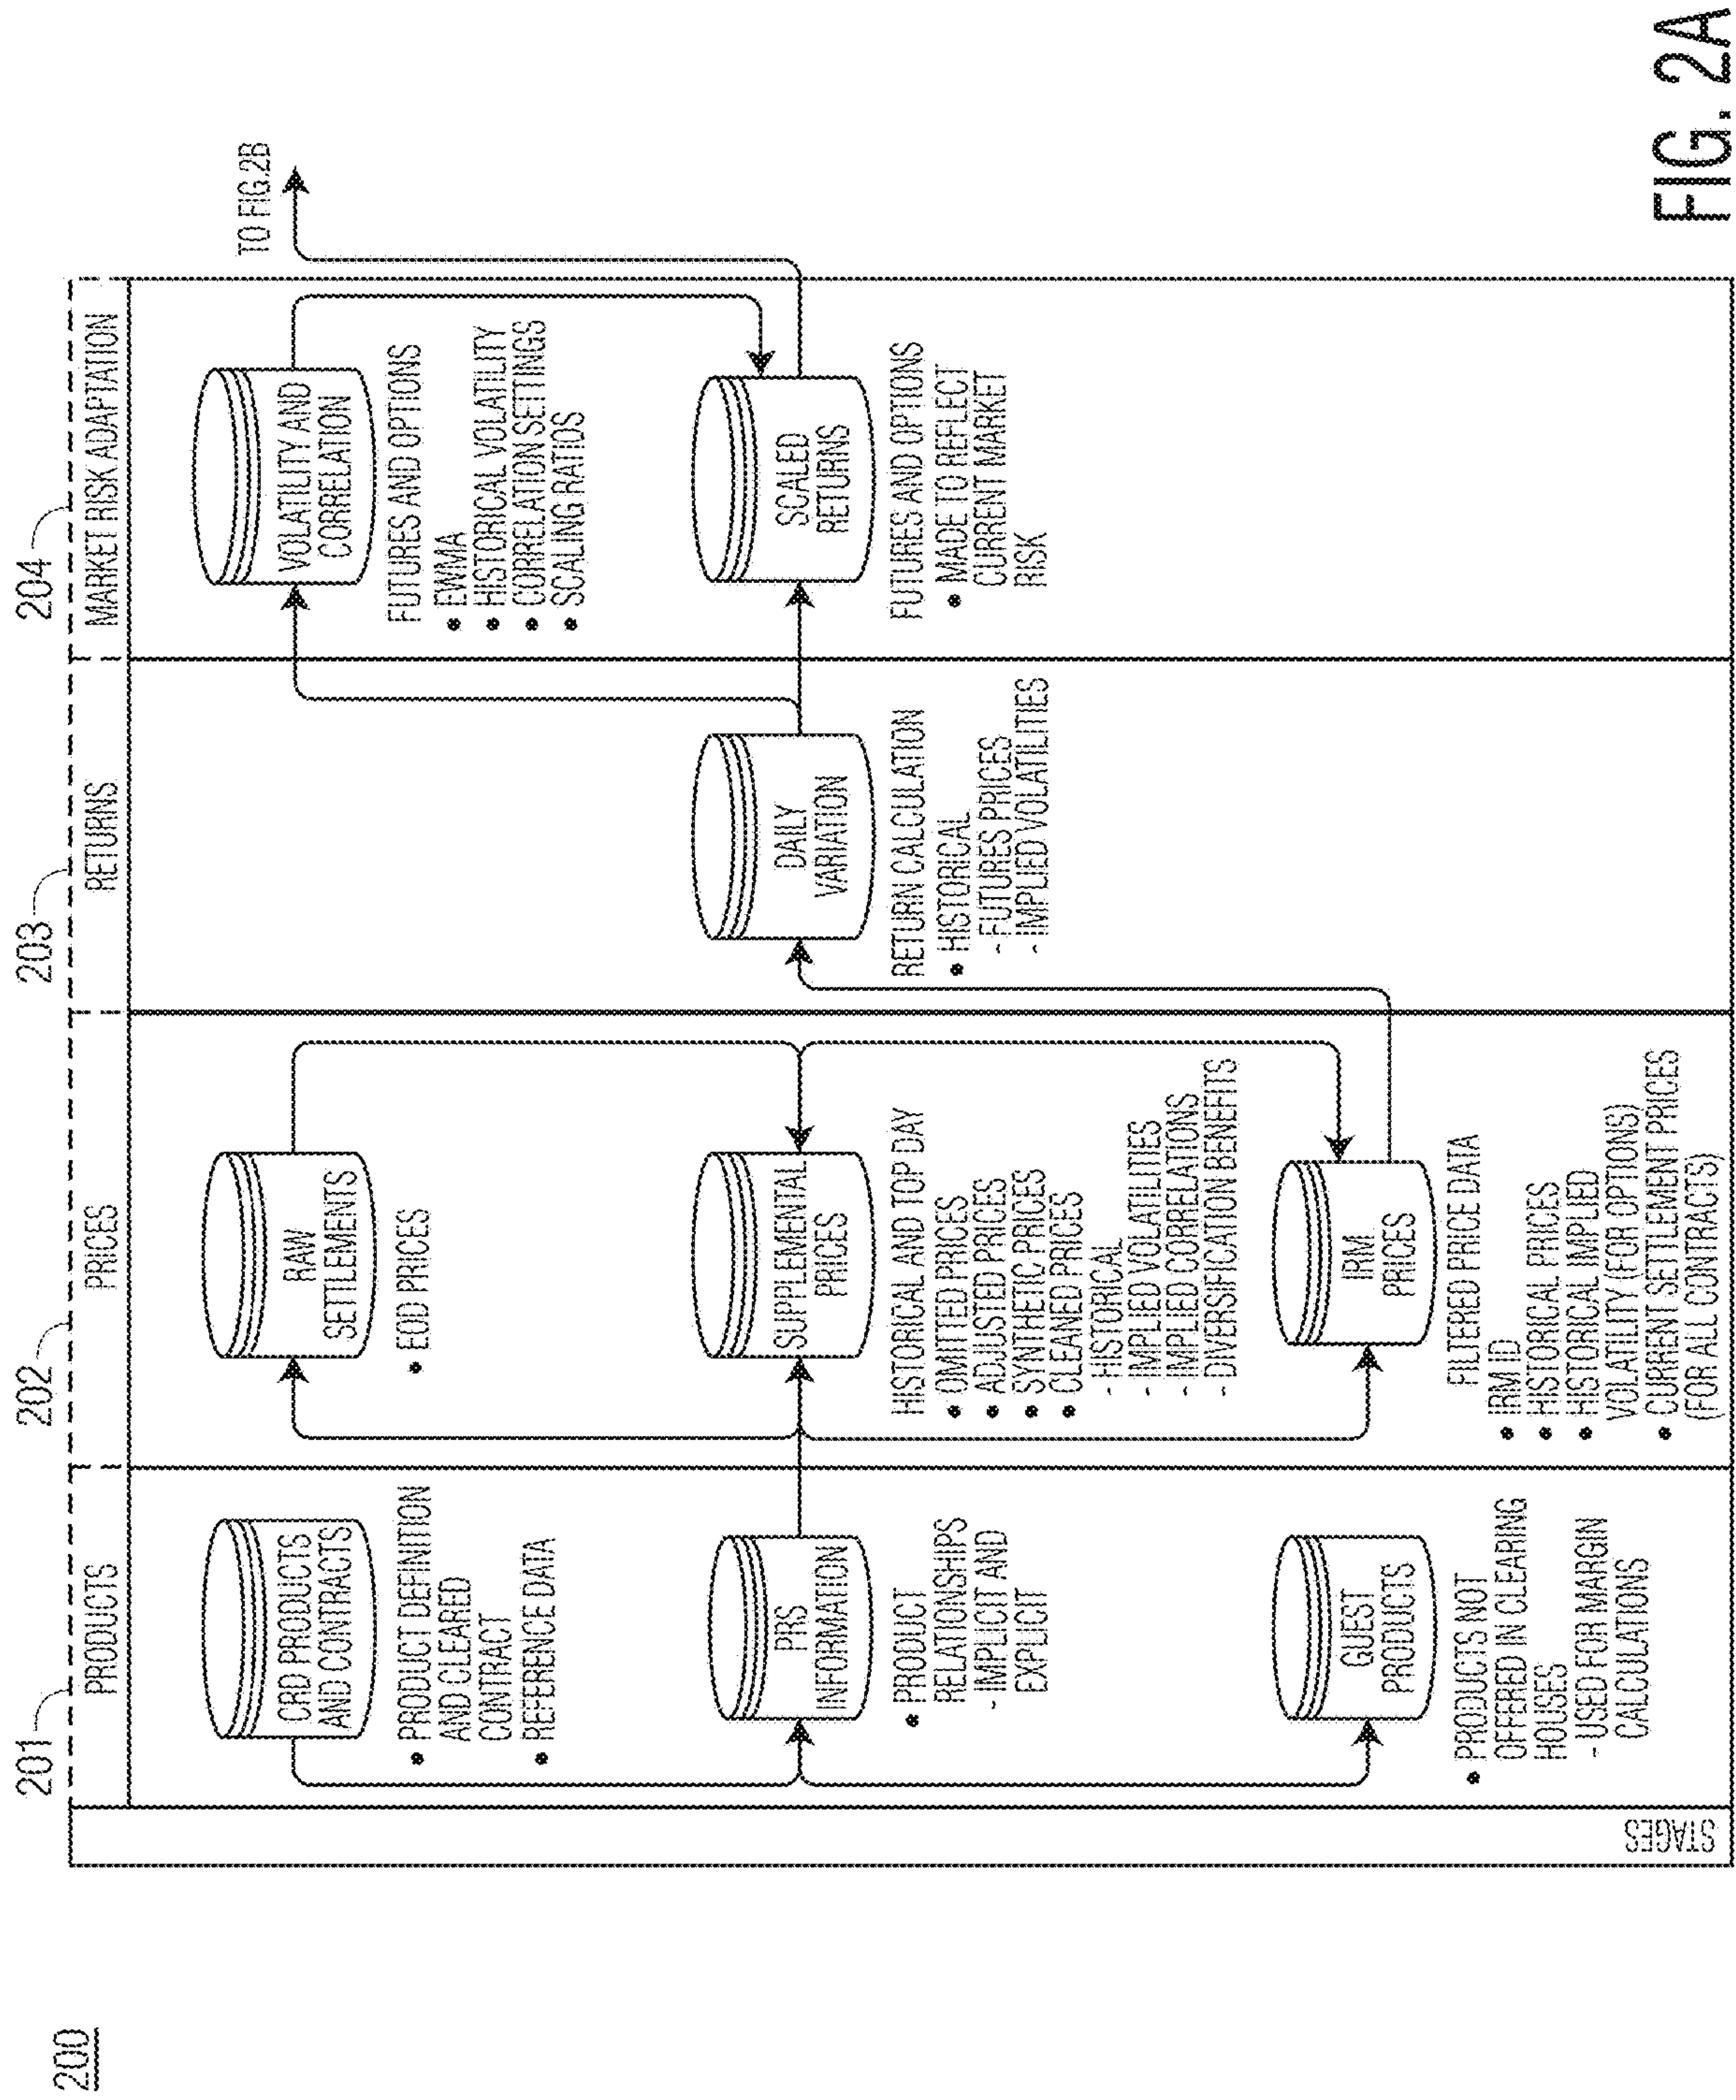 200
201
202
203
204
STAGES
PRODUCTS
PRICES
RETURNS
MARKET RISK ADAPTATION
CRD PRODUCTS
AND CONTRACTS
• PRODUCT DEFINITION
AND CLEARED
CONTRACT
• REFERENCE DATA
PRS
INFORMATION
• PRODUCT
RELATIONSHIPS
- IMPLICIT AND
EXPLICIT
GUEST
PRODUCTS
• PRODUCTS NOT
OFFERED IN CLEARING
HOUSES
- USED FOR MARGIN
CALCULATIONS
RAW
SETTLEMENTS
• EOD PRICES
SUPPLEMENTAL
PRICES
HISTORICAL AND TOP DAY
• OMITTED PRICES
• ADJUSTED PRICES
• SYNTHETIC PRICES
• CLEANED PRICES
- HISTORICAL
- IMPLIED VOLATILITIES
- IMPLIED CORRELATIONS
- DIVERSIFICATION BENEFITS
IRM
PRICES
FILTERED PRICE DATA
• IRM ID
• HISTORICAL PRICES
• HISTORICAL IMPLIED
VOLATILITY (FOR OPTIONS)
• CURRENT SETTLEMENT PRICES
(FOR ALL CONTRACTS)
DAILY
VARIATION
RETURN CALCULATION
• HISTORICAL
- FUTURES PRICES
- IMPLIED VOLATILITIES
VOLATILITY AND
CORRELATION
FUTURES AND OPTIONS
• EWMA
• HISTORICAL VOLATILITY
• CORRELATION SETTINGS
• SCALING RATIOS
SCALED
RETURNS
FUTURES AND OPTIONS
• MADE TO REFLECT
CURRENT MARKET
RISK
TO FIG.2B
FIG. 2A